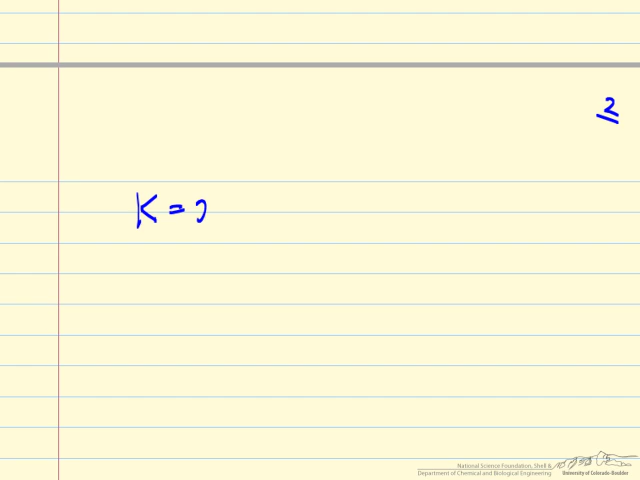 2
K =
National Science Foundation, Shell &
Department of Chemical and Biological Engineering
University of Colorado-Boulder